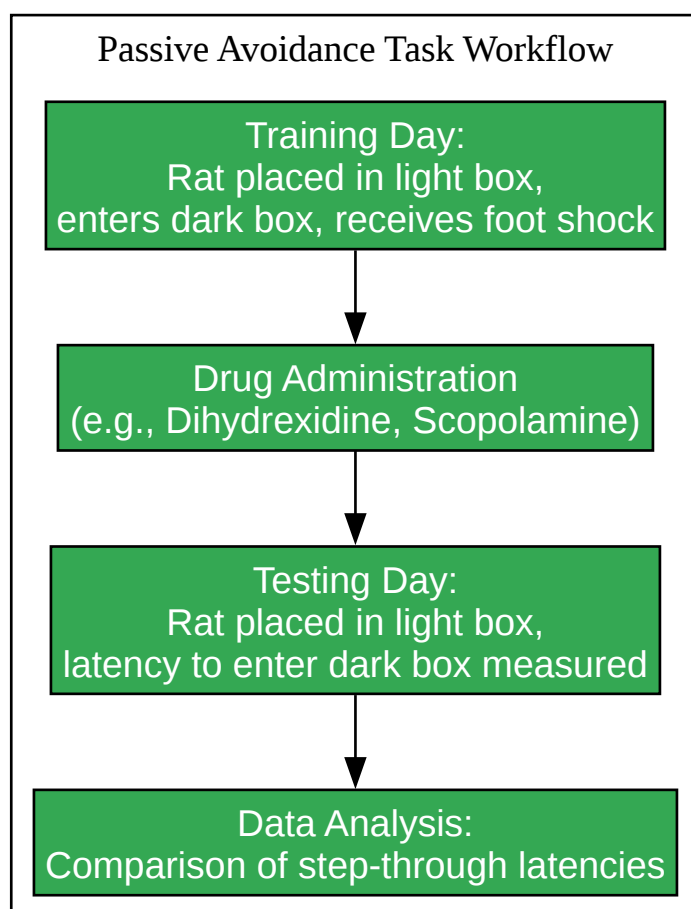 Passive Avoidance Task Workflow
Training Day:
Rat placed in light box,
enters dark box, receives foot shock
Drug Administration
(e.g., Dihydrexidine, Scopolamine)
Testing Day:
Rat placed in light box,
latency to enter dark box measured
Data Analysis:
Comparison of step-through latencies